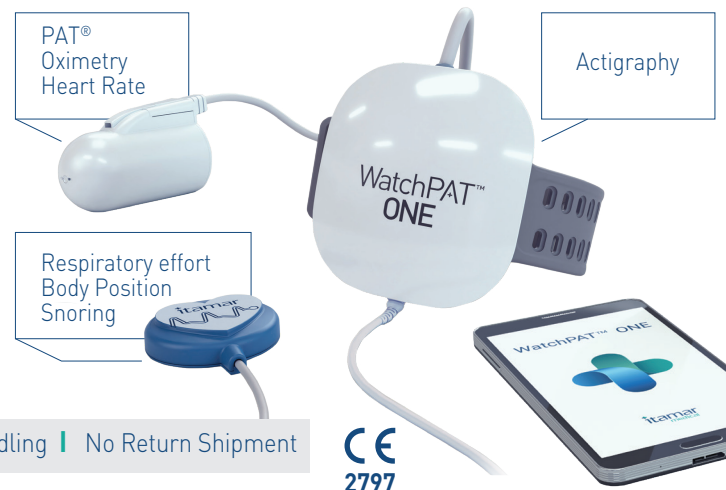 PAT®
Oximetry
Heart Rate
Actigraphy
WatchPAT™
ONE
Respiratory effort
Body Position
Snoring
itamar
WatchPAT™ ONE
itamar
No Return Shipment
CE
2797